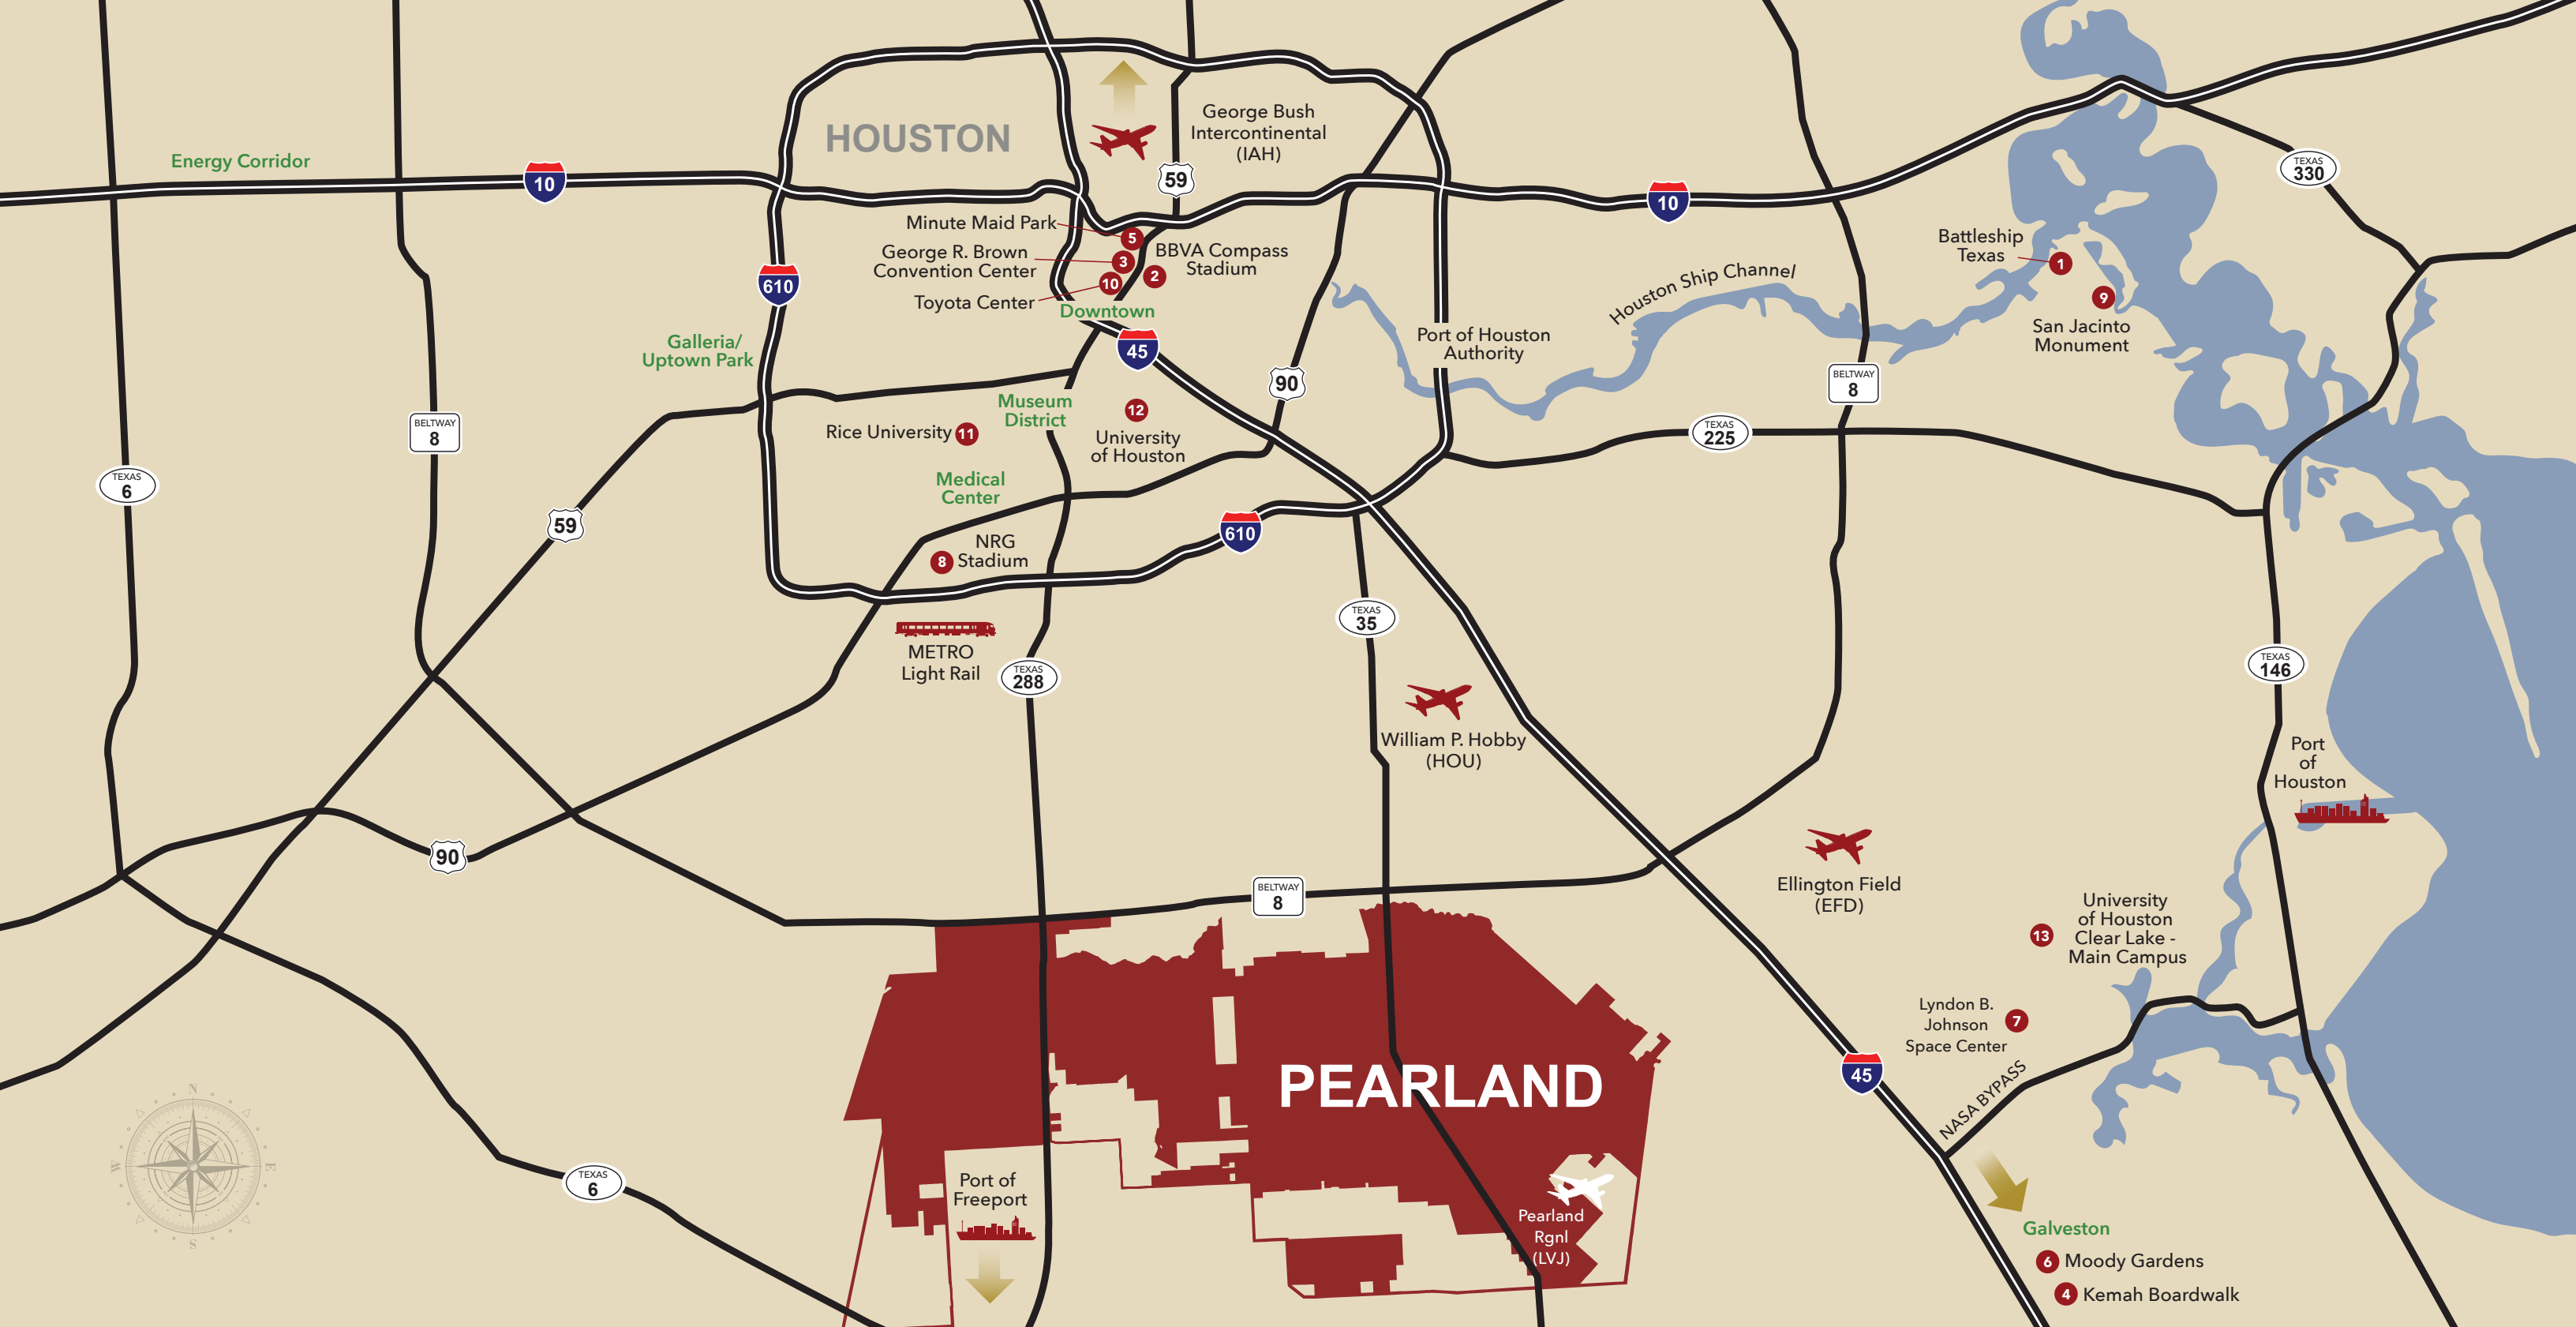 Energy Corridor
10
HOUSTON
George Bush
Intercontinental
(IAH)
59
10
TEXAS
330
Minute Maid Park
5
George R. Brown
Convention Center
3
BBVA Compass
Stadium
2
10
Toyota Center
Downtown
610
45
Galleria/
Uptown Park
Battleship
Texas
1
9
San Jacinto
Monument
Houston Ship Channel
Port of Houston
Authority
90
BELTWAY
8
BELTWAY
8
TEXAS
225
Museum
District
12
University
of Houston
Rice University
11
Medical
Center
TEXAS
6
59
NRG
Stadium
8
610
METRO
Light Rail
TEXAS
288
TEXAS
35
William P. Hobby
(HOU)
TEXAS
146
Port
of
Houston
90
BELTWAY
8
Ellington Field
(EFD)
13
University
of Houston
Clear Lake -
Main Campus
Lyndon B.
Johnson
Space Center
7
45
NASA BYPASS
PEARLAND
N
W
E
S
TEXAS
6
Port of
Freeport
Pearland
Rgnl
(LVJ)
Galveston
6
Moody Gardens
4
Kemah Boardwalk